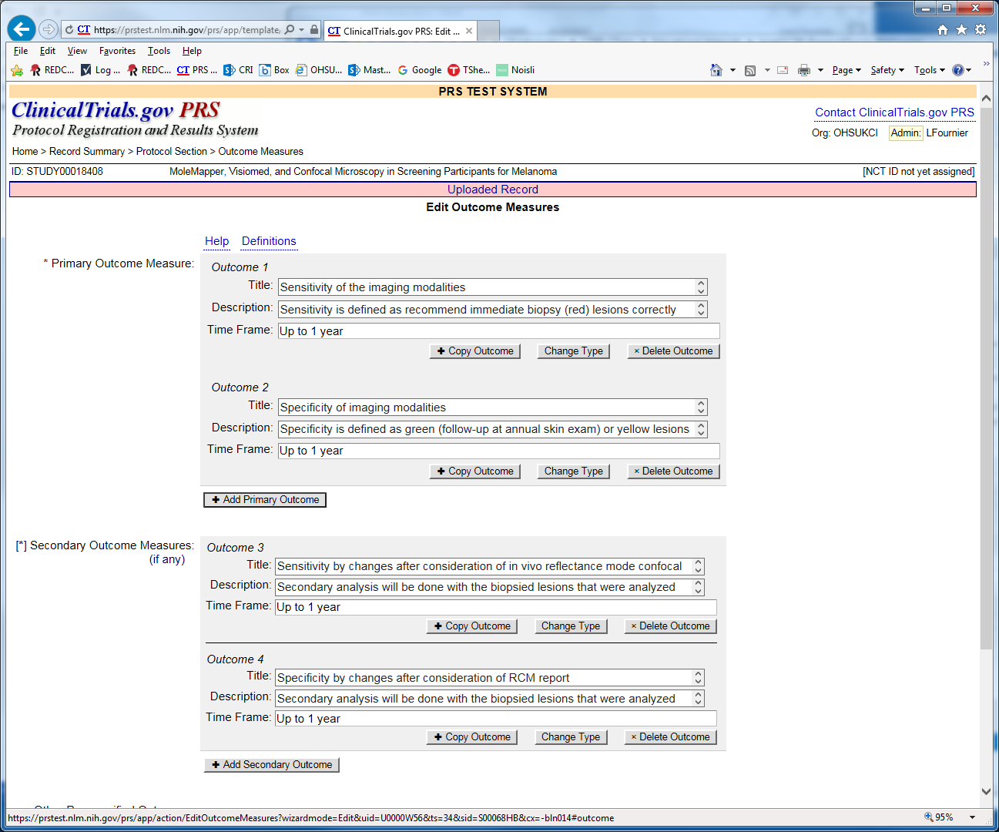 https://prstest.nlm.nih.gov/prs/app/template,
CT ClinicalTrials.gov PRS: Edit ...
File Edit View Favorites Tools Help
REDC... Log ... REDC... CT PRS ... CRI Box OHSU... Mast... Google TShe... Noisli
Page Safety Tools
PRS TEST SYSTEM
ClinicalTrials.gov PRS
Protocol Registration and Results System
Contact ClinicalTrials.gov PRS
Org: OHSUKCI Admin: LFournier
Home > Record Summary > Protocol Section > Outcome Measures
ID: STUDY00018408 MoleMapper, Visiomed, and Confocal Microscopy in Screening Participants for Melanoma [NCT ID not yet assigned]
Uploaded Record
Edit Outcome Measures
Help Definitions
* Primary Outcome Measure:
Outcome 1
Title: Sensitivity of the imaging modalities
Description: Sensitivity is defined as recommend immediate biopsy (red) lesions correctly
Time Frame: Up to 1 year
+ Copy Outcome Change Type × Delete Outcome
Outcome 2
Title: Specificity of imaging modalities
Description: Specificity is defined as green (follow-up at annual skin exam) or yellow lesions
Time Frame: Up to 1 year
+ Copy Outcome Change Type × Delete Outcome
+ Add Primary Outcome
[*] Secondary Outcome Measures:
(if any)
Outcome 3
Title: Sensitivity by changes after consideration of in vivo reflectance mode confocal
Description: Secondary analysis will be done with the biopsied lesions that were analyzed
Time Frame: Up to 1 year
+ Copy Outcome Change Type × Delete Outcome
Outcome 4
Title: Specificity by changes after consideration of RCM report
Description: Secondary analysis will be done with the biopsied lesions that were analyzed
Time Frame: Up to 1 year
+ Copy Outcome Change Type × Delete Outcome
+ Add Secondary Outcome
https://prstest.nlm.nih.gov/prs/app/action/EditOutcomeMeasures?wizardmode=Edit&uid=U0000W56&ts=34&sid=S00068HB&cx=-bln014#outcome
95%